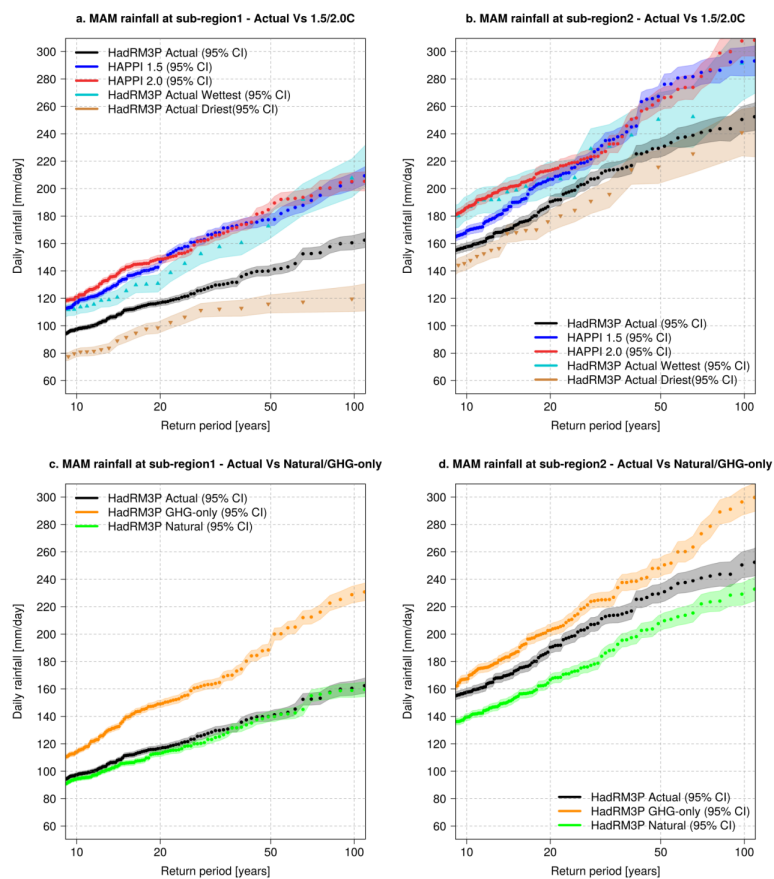 a. MAM rainfall at sub-region1 - Actual Vs 1.5/2.0C
Daily rainfall [mm/day]
300
280
260
240
220
200
180
160
140
120
100
80
60
HadRM3P Actual (95% CI)
HAPPI 1.5 (95% CI)
HAPPI 2.0 (95% CI)
HadRM3P Actual Wettest(95% CI)
HadRM3P Actual Driest(95% CI)
10 20 50 100
Return period [years]
b. MAM rainfall at sub-region2 - Actual Vs 1.5/2.0C
Daily rainfall [mm/day]
300
280
260
240
220
200
180
160
140
120
100
80
60
HadRM3P Actual (95% CI)
HAPPI 1.5 (95% CI)
HAPPI 2.0 (95% CI)
HadRM3P Actual Wettest (95% CI)
HadRM3P Actual Driest(95% CI)
10 20 50 100
Return period [years]
c. MAM rainfall at sub-region1 - Actual Vs Natural/GHG-only
Daily rainfall [mm/day]
300
280
260
240
220
200
180
160
140
120
100
80
60
HadRM3P Actual (95% CI)
HadRM3P GHG-only (95% CI)
HadRM3P Natural (95% CI)
10 20 50 100
Return period [years]
d. MAM rainfall at sub-region2 - Actual Vs Natural/GHG-only
Daily rainfall [mm/day]
300
280
260
240
220
200
180
160
140
120
100
80
60
HadRM3P Actual (95% CI)
HadRM3P GHG-only (95% CI)
HadRM3P Natural (95% CI)
10 20 50 100
Return period [years]